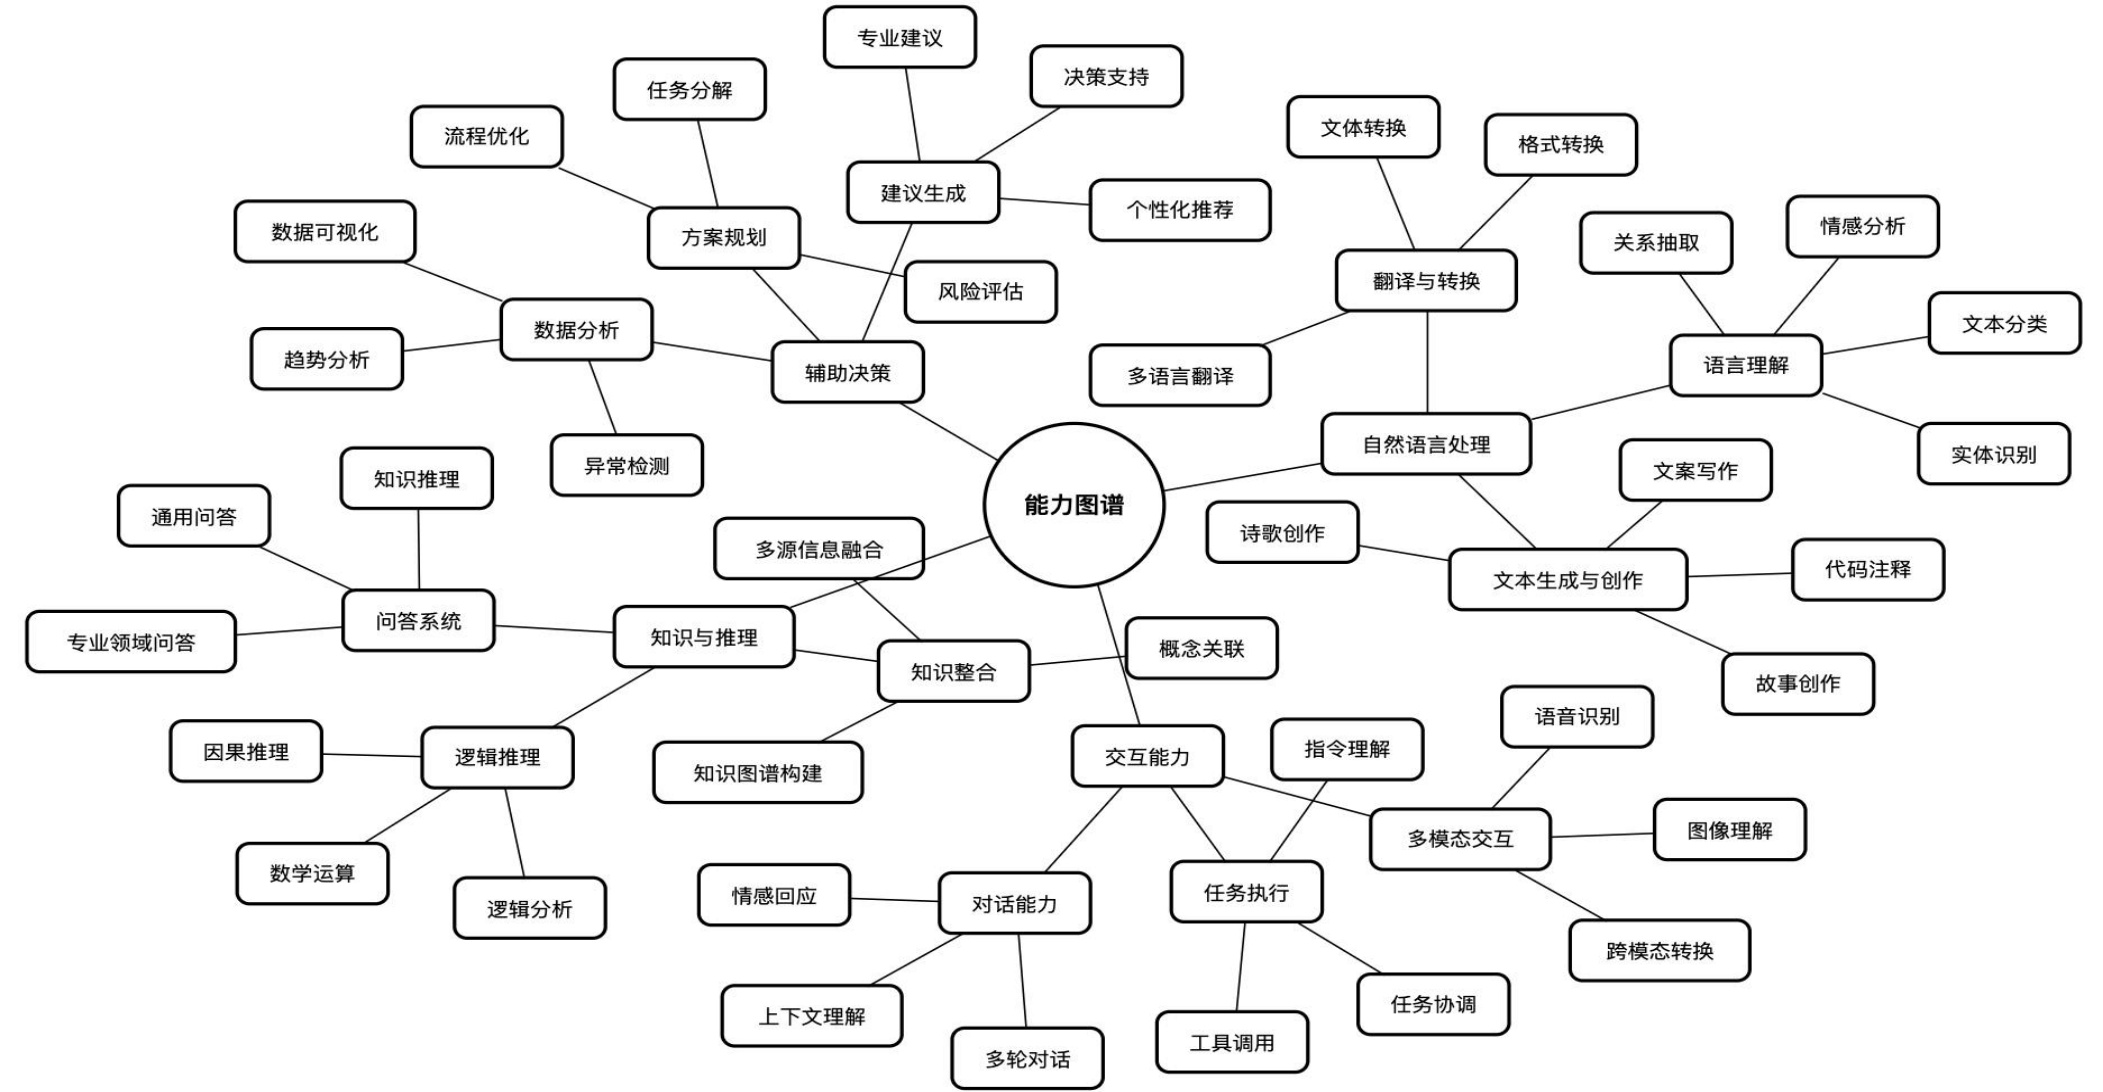 专业建议
决策支持
任务分解
流程优化
文体转换
格式转换
建议生成
个性化推荐
数据可视化
方案规划
关系抽取
情感分析
风险评估
翻译与转换
数据分析
文本分类
趋势分析
辅助决策
多语言翻译
语言理解
异常检测
自然语言处理
实体识别
知识推理
文案写作
通用问答
能力图谱
诗歌创作
多源信息融合
文本生成与创作
代码注释
问答系统
专业领域问答
知识与推理
概念关联
知识整合
故事创作
语音识别
因果推理
逻辑推理
知识图谱构建
交互能力
指令理解
多模态交互
图像理解
数学运算
逻辑分析
情感回应
对话能力
任务执行
跨模态转换
上下文理解
任务协调
多轮对话
工具调用